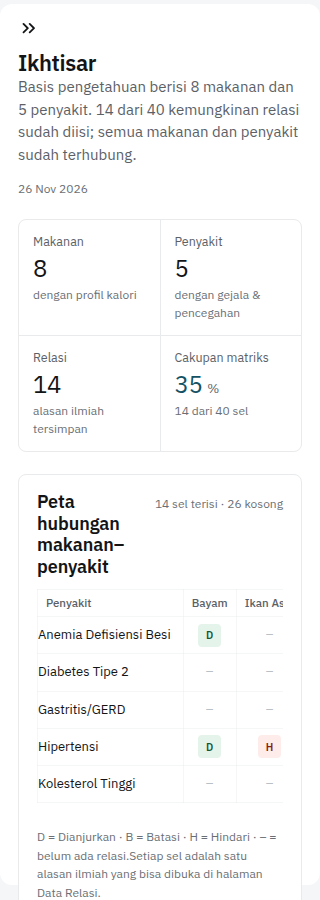 Ikhtisar
Basis pengetahuan berisi 8 makanan dan
5 penyakit. 14 dari 40 kemungkinan relasi
sudah diisi; semua makanan dan penyakit
sudah terhubung.
26 Nov 2026
Makanan
8
dengan profil kalori
Penyakit
5
dengan gejala &
pencegahan
Relasi
14
alasan ilmiah
tersimpan
Cakupan matriks
35 %
14 dari 40 sel
Peta
hubungan
makanan–
penyakit
14 sel terisi · 26 kosong
Penyakit Bayam Ikan As
Anemia Defisiensi Besi D –
Diabetes Tipe 2 – –
Gastritis/GERD – –
Hipertensi D H
Kolesterol Tinggi – –
D = Dianjurkan · B = Batasi · H = Hindari · – =
belum ada relasi.Setiap sel adalah satu
alasan ilmiah yang bisa dibuka di halaman
Data Relasi.